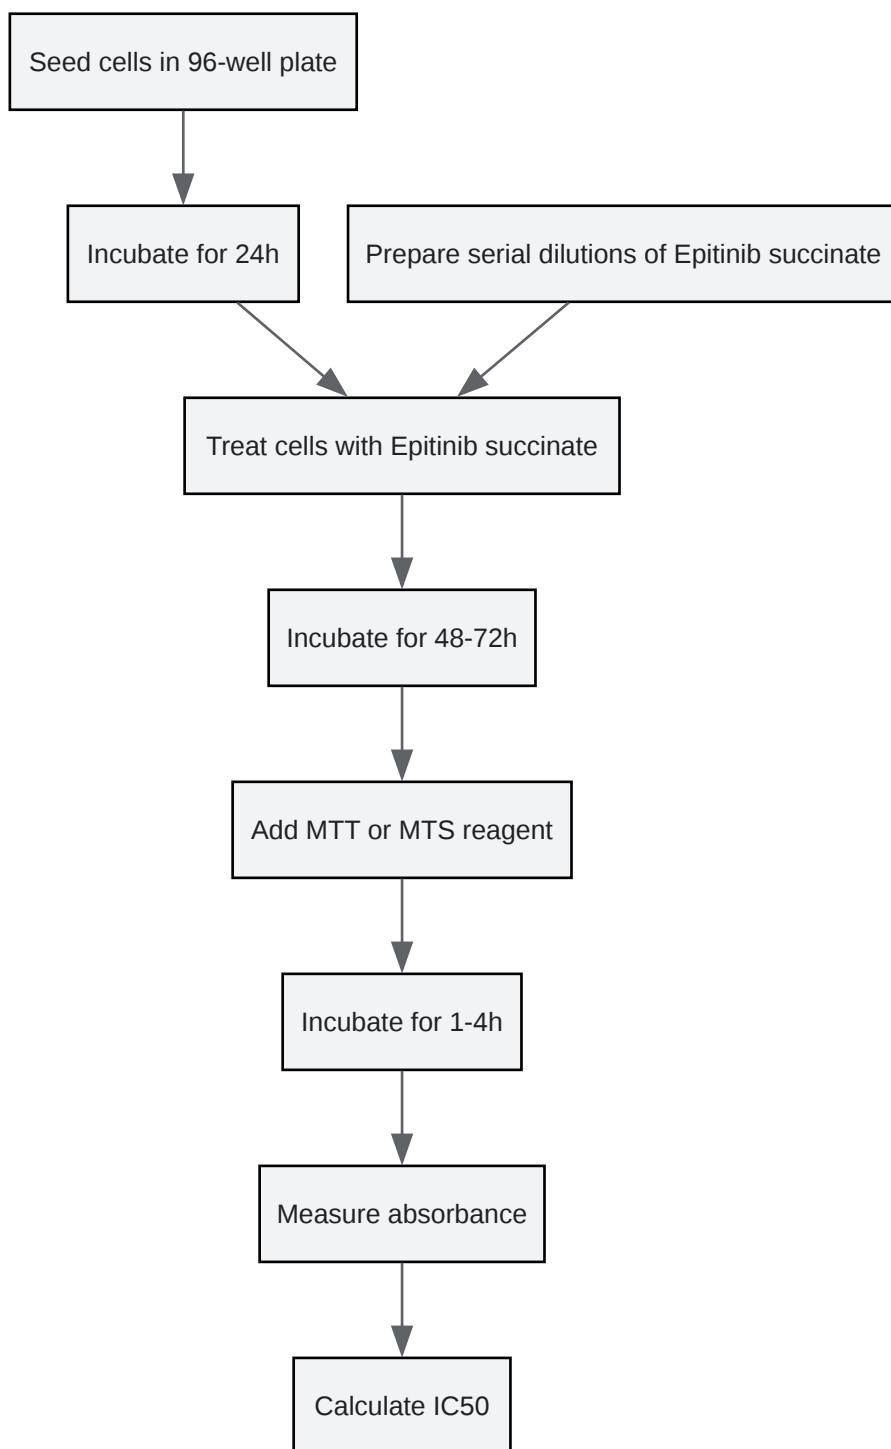 Seed cells in 96-well plate
Incubate for 24h
Prepare serial dilutions of Epitinib succinate
Treat cells with Epitinib succinate
Incubate for 48-72h
Add MTT or MTS reagent
Incubate for 1-4h
Measure absorbance
Calculate IC50